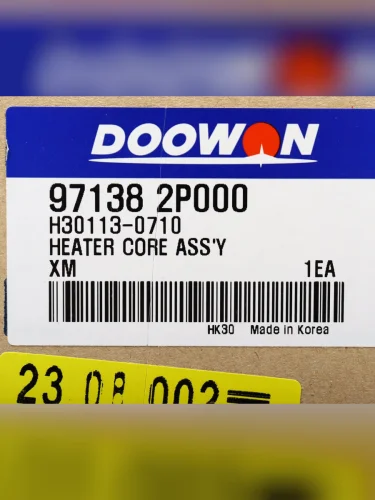 DOOWON
97138 2P000
H30113-0710
HEATER CORE ASS'Y
XM 1EA
HK30 Made in Korea
23 08 002